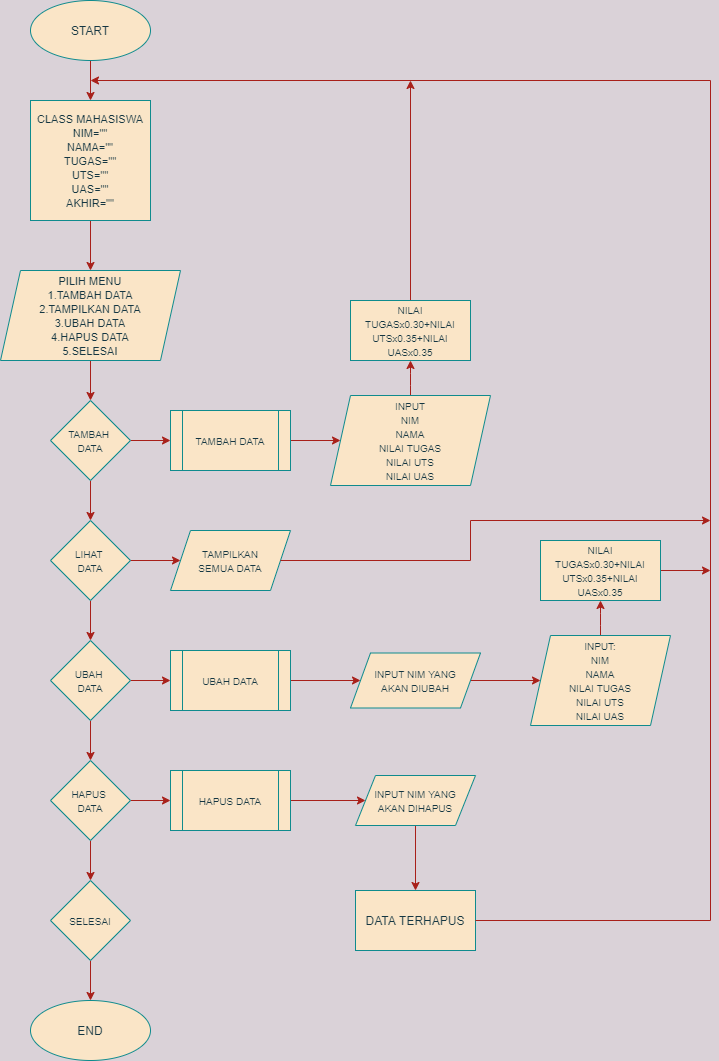 START
CLASS MAHASISWA
NIM=""
NAMA=""
TUGAS=""
UTS=""
UAS=""
AKHIR=""
PILIH MENU
1.TAMBAH DATA
2.TAMPILKAN DATA
3.UBAH DATA
4.HAPUS DATA
5.SELESAI
TAMBAH
DATA
TAMBAH DATA
INPUT
NIM
NAMA
NILAI TUGAS
NILAI UTS
NILAI UAS
NILAI
TUGASx0.30+NILAI
UTSx0.35+NILAI
UASx0.35
LIHAT
DATA
TAMPILKAN
SEMUA DATA
UBAH
DATA
UBAH DATA
INPUT NIM YANG
AKAN DIUBAH
INPUT:
NIM
NAMA
NILAI TUGAS
NILAI UTS
NILAI UAS
NILAI
TUGASx0.30+NILAI
UTSx0.35+NILAI
UASx0.35
HAPUS
DATA
HAPUS DATA
INPUT NIM YANG
AKAN DIHAPUS
DATA TERHAPUS
SELESAI
END